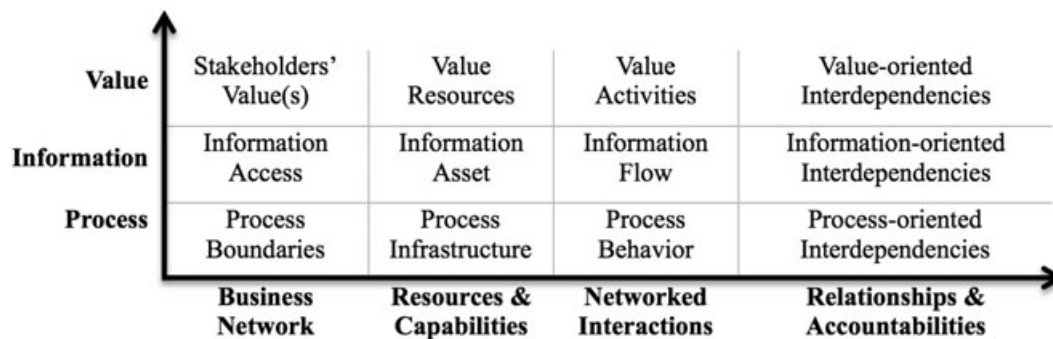 Value
Stakeholders’
Value(s)
Value
Resources
Value
Activities
Value-oriented
Interdependencies
Information
Information
Access
Information
Asset
Information
Flow
Information-oriented
Interdependencies
Process
Process
Boundaries
Process
Infrastructure
Process
Behavior
Process-oriented
Interdependencies
Business
Network
Resources &
Capabilities
Networked
Interactions
Relationships &
Accountabilities